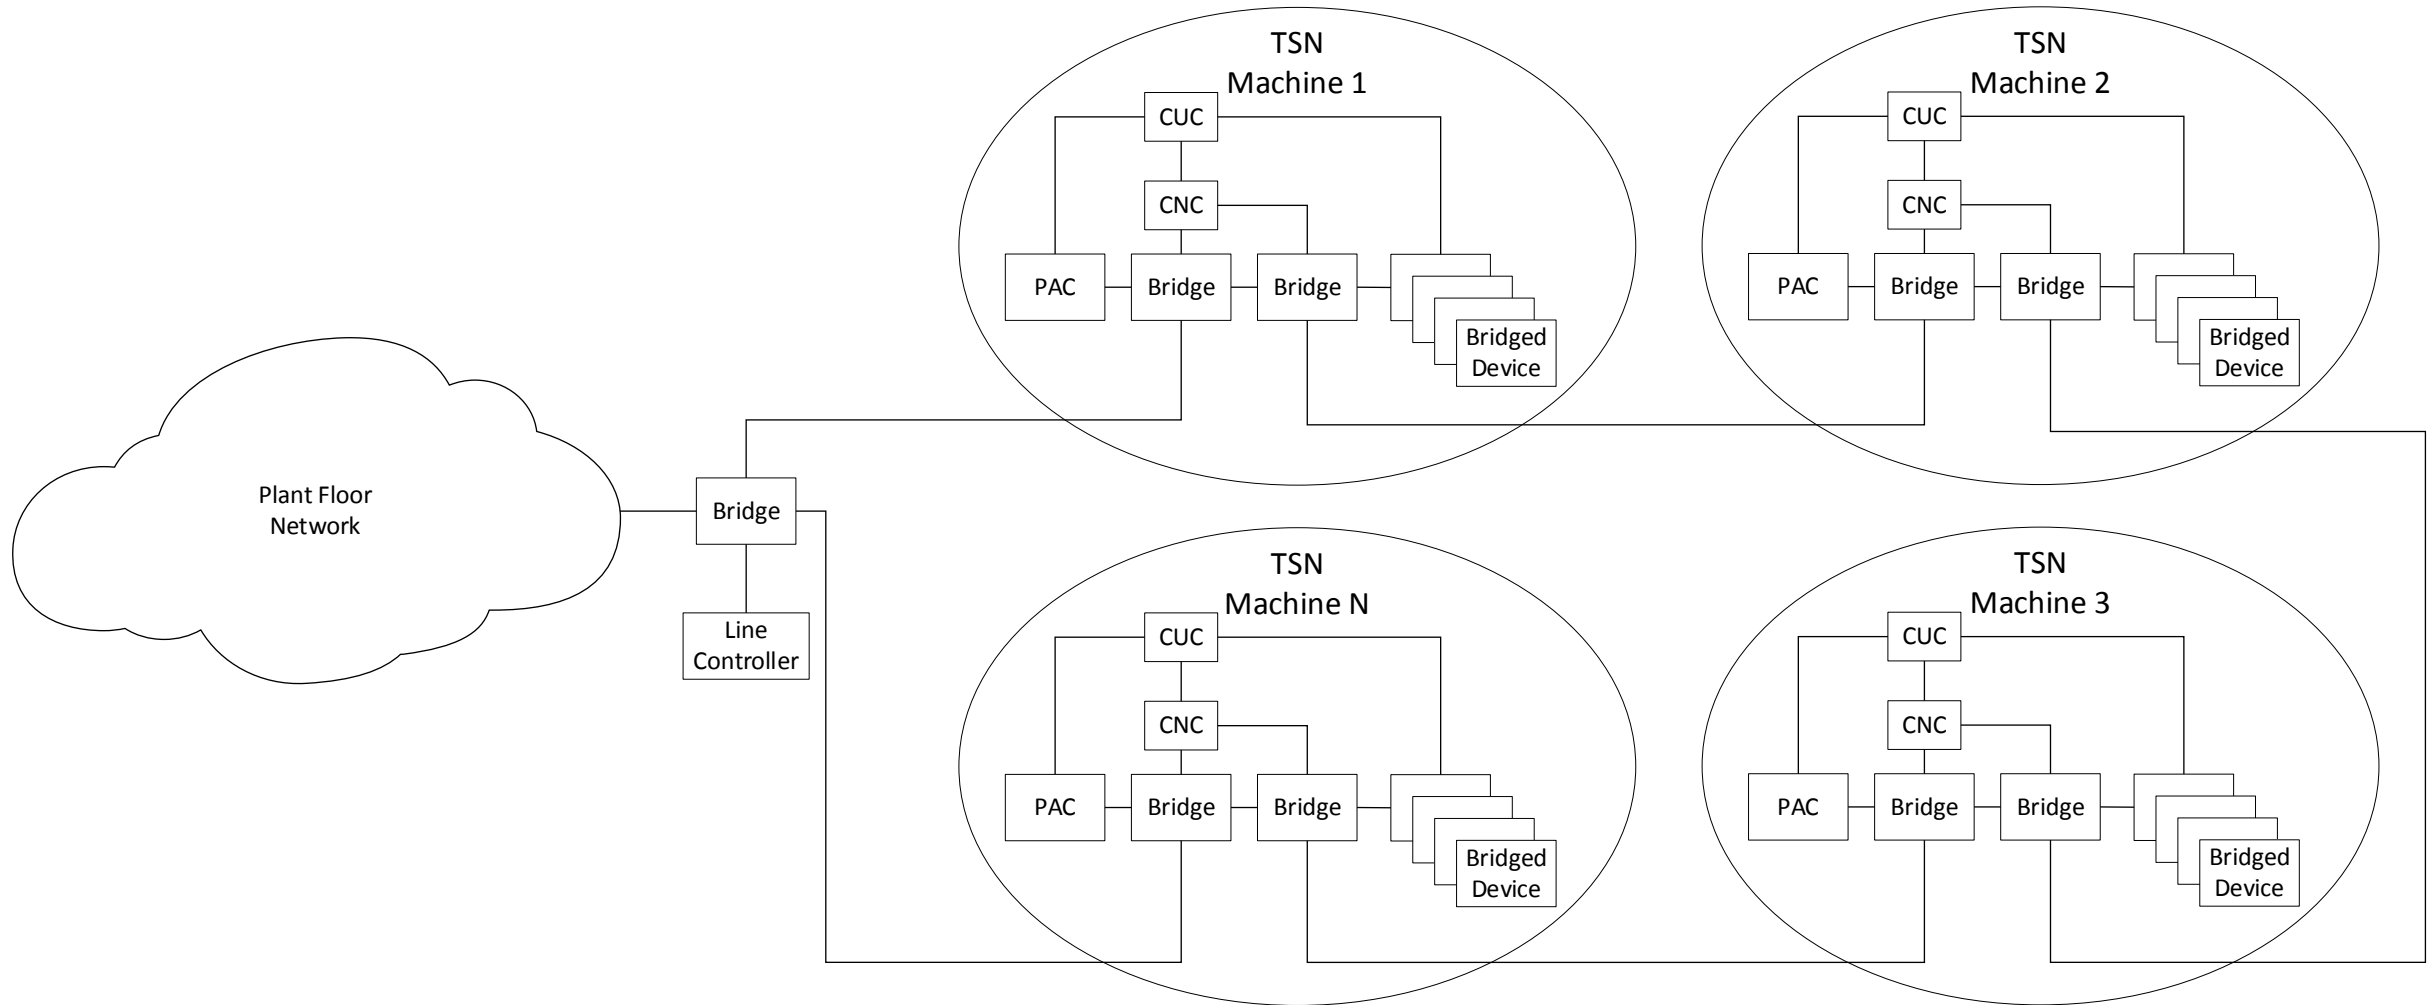 TSN
Machine 1
CUC
CNC
PAC
Bridge
Bridge
Bridged
Device
TSN
Machine 2
CUC
CNC
PAC
Bridge
Bridge
Bridged
Device
Plant Floor
Network
Bridge
Line
Controller
TSN
Machine N
CUC
CNC
PAC
Bridge
Bridge
Bridged
Device
TSN
Machine 3
CUC
CNC
PAC
Bridge
Bridge
Bridged
Device